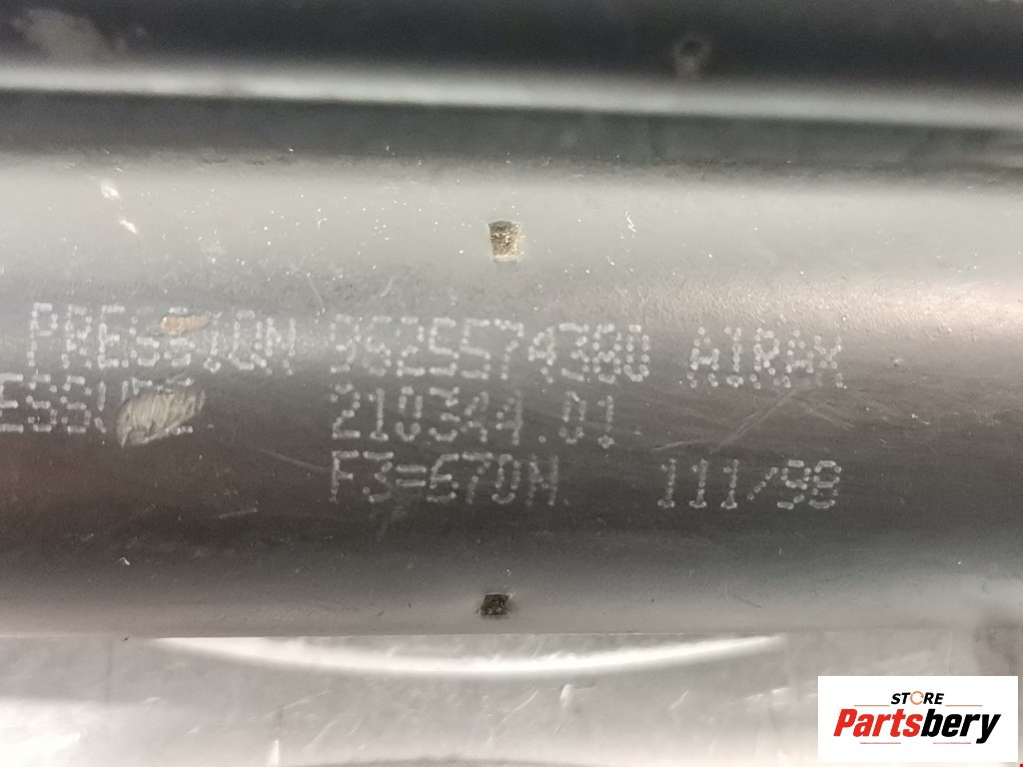 PRESSION 9625574380 AIRAX
210344.01
F3=670N 111/98
STORE
Partsbery